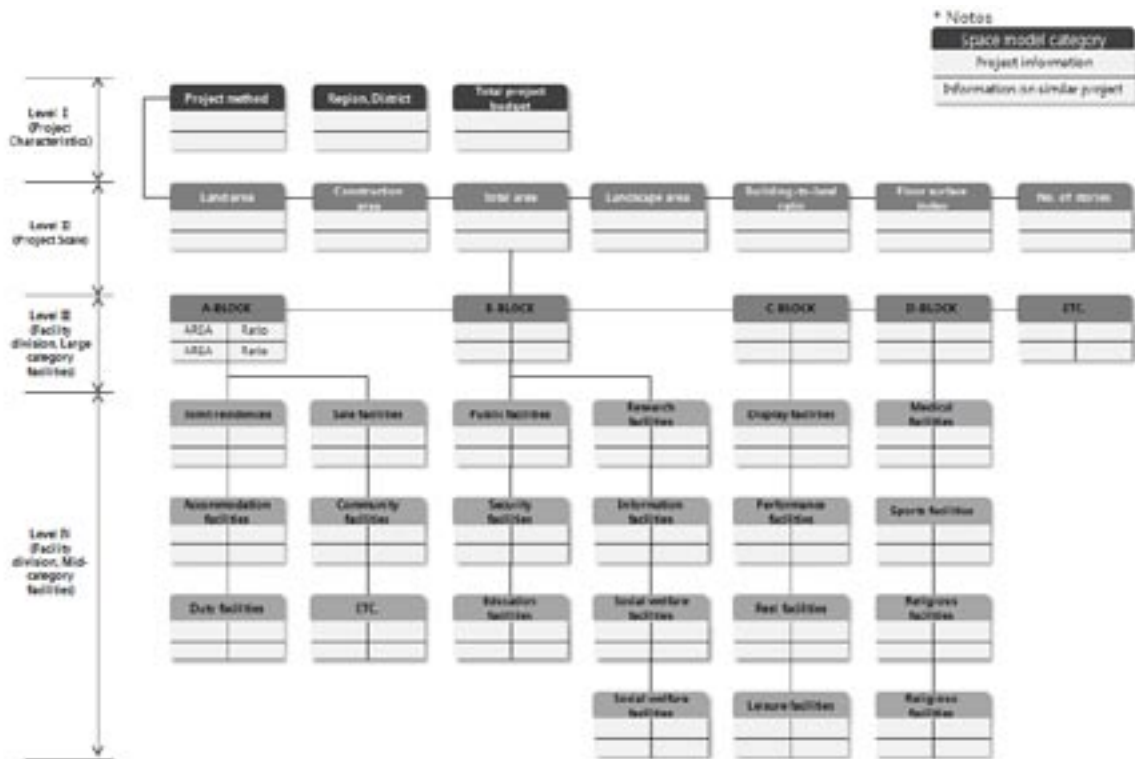 * Notes
Space model category
Project information
Information on similar project
Level I
(Project
Characteristics)
Project method
Region, District
Total project
budget
Level II
(Project Scale)
Land area
Construction
area
Total area
Landscape area
Building-to-land
ratio
Floor surface
index
No. of stories
Level III
(Facility
division, Large
category
facilities)
A-BLOCK
AREA Ratio
AREA Ratio
B-BLOCK
C-BLOCK
D-BLOCK
ETC.
Level IV
(Facility
division, Mid-
category
facilities)
Joint residences
Sale facilities
Public facilities
Research
facilities
Display facilities
Medical
facilities
Accommodation
facilities
Community
facilities
Security
facilities
Information
facilities
Performance
facilities
Sports facilities
Duty facilities
ETC.
Education
facilities
Social welfare
facilities
facilities
Religious
facilities
Social welfare
facilities
Leisure facilities
Religious
facilities